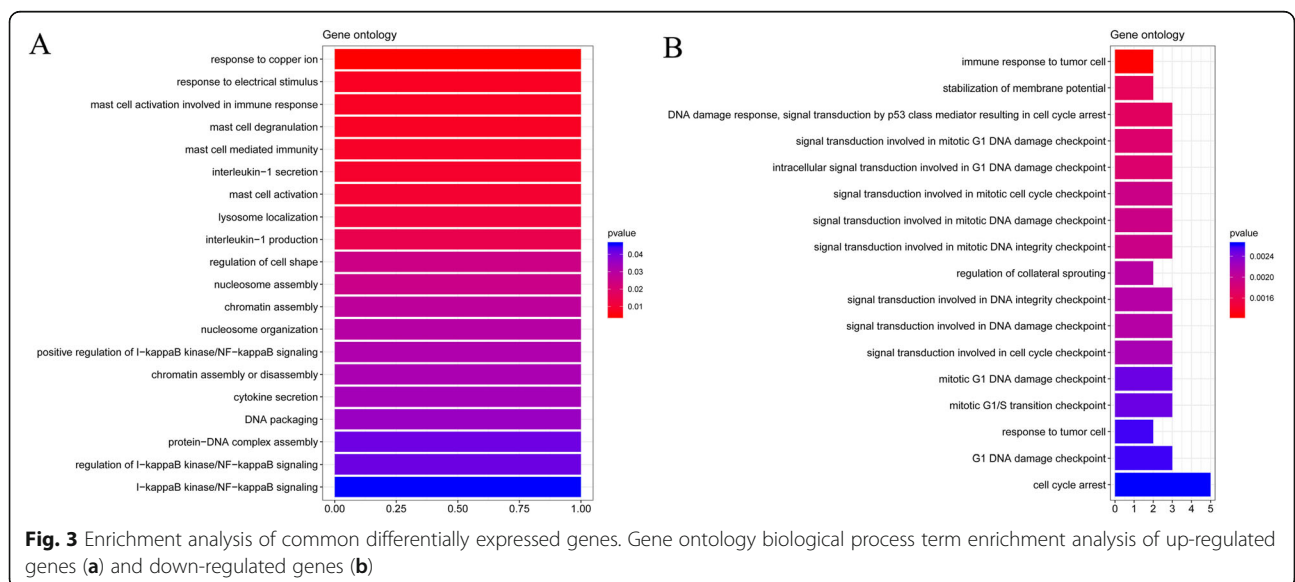 A
Gene ontology
response to copper ion
response to electrical stimulus
mast cell activation involved in immune response
mast cell degranulation
mast cell mediated immunity
interleukin−1 secretion
mast cell activation
lysosome localization
interleukin−1 production
regulation of cell shape
nucleosome assembly
chromatin assembly
nucleosome organization
positive regulation of I−kappaB kinase/NF−kappaB signaling
chromatin assembly or disassembly
cytokine secretion
DNA packaging
protein−DNA complex assembly
regulation of I−kappaB kinase/NF−kappaB signaling
I−kappaB kinase/NF−kappaB signaling
0.00 0.25 0.50 0.75 1.00
pvalue
0.04
0.03
0.02
0.01
B
Gene ontology
immune response to tumor cell
stabilization of membrane potential
DNA damage response, signal transduction by p53 class mediator resulting in cell cycle arrest
signal transduction involved in mitotic G1 DNA damage checkpoint
intracellular signal transduction involved in G1 DNA damage checkpoint
signal transduction involved in mitotic cell cycle checkpoint
signal transduction involved in mitotic DNA damage checkpoint
signal transduction involved in mitotic DNA integrity checkpoint
regulation of collateral sprouting
signal transduction involved in DNA integrity checkpoint
signal transduction involved in DNA damage checkpoint
signal transduction involved in cell cycle checkpoint
mitotic G1 DNA damage checkpoint
mitotic G1/S transition checkpoint
response to tumor cell
G1 DNA damage checkpoint
cell cycle arrest
0 1 2 3 4 5
pvalue
0.0024
0.0020
0.0016
Fig. 3 Enrichment analysis of common differentially expressed genes. Gene ontology biological process term enrichment analysis of up-regulated
genes (a) and down-regulated genes (b)